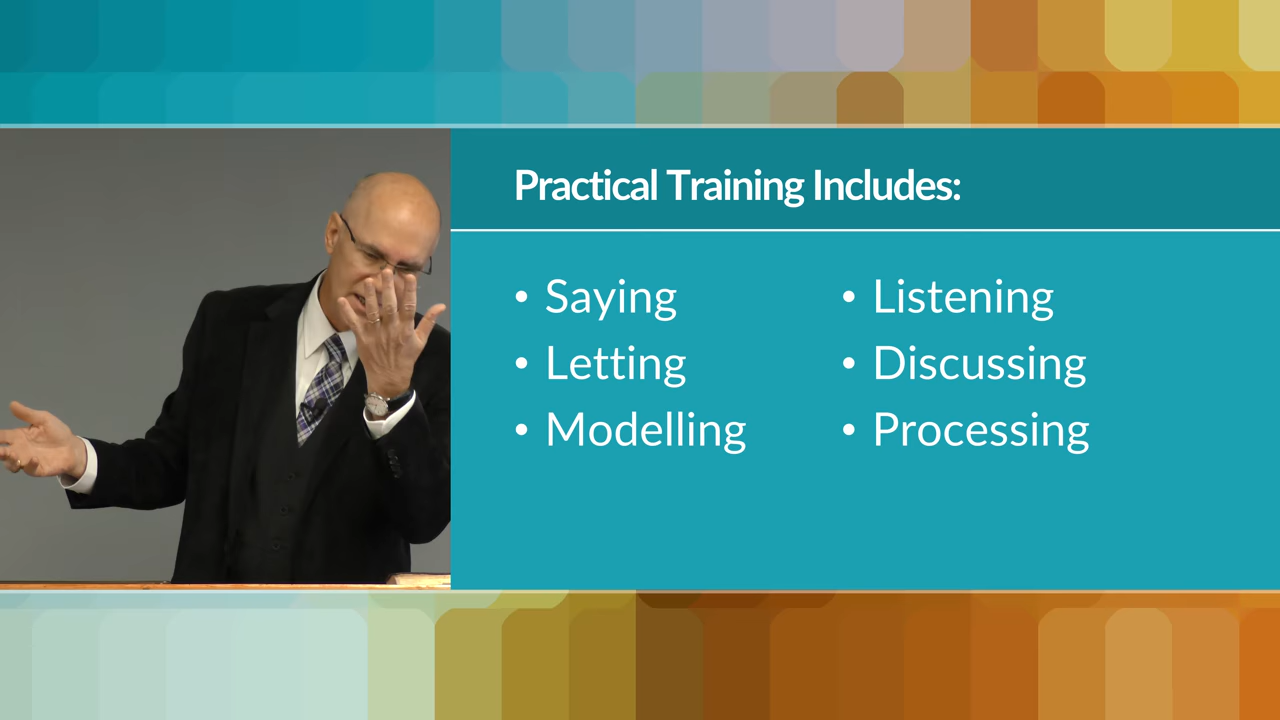 Practical Training Includes:
• Saying
• Letting
• Modelling
• Listening
• Discussing
• Processing